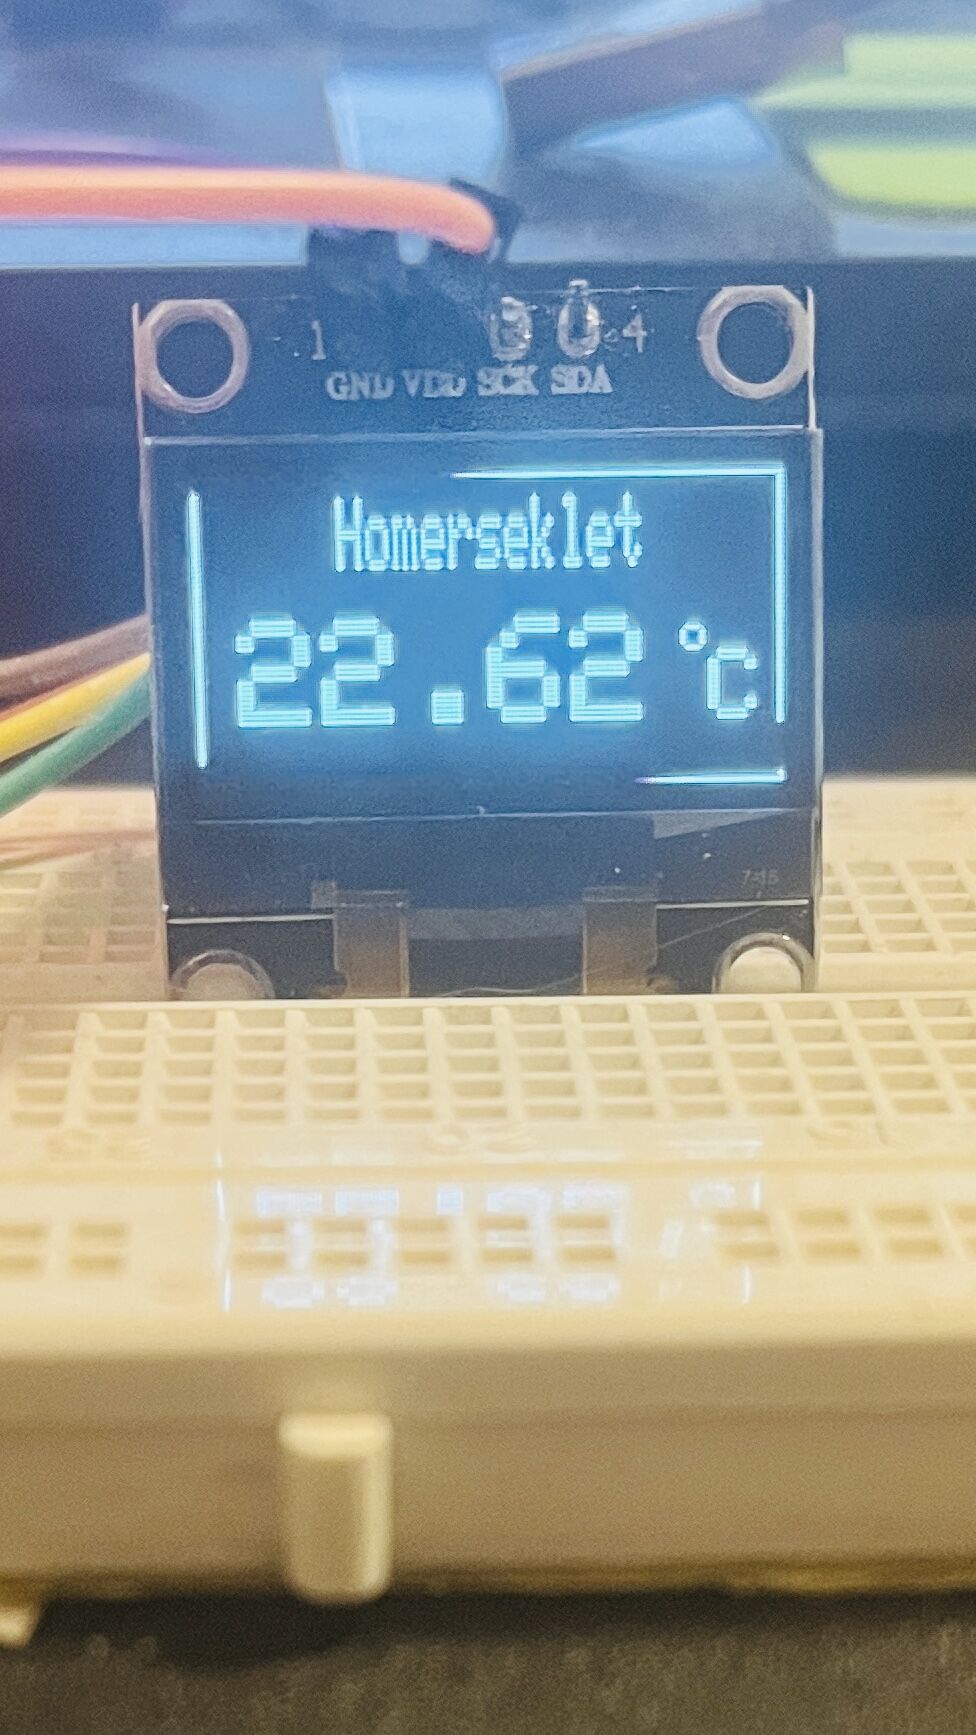 1 4
GND VDD SCK SDA
Homerseklet
22.62 °C